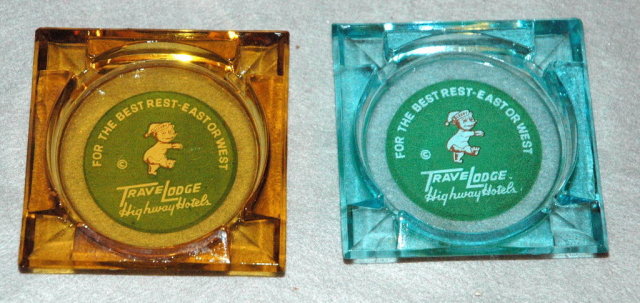 FOR THE BEST REST-EAST OR WEST
©
TRAVELODGE
Highway Hotels
FOR THE BEST REST-EAST OR WEST
©
TRAVELODGE
Highway Hotels